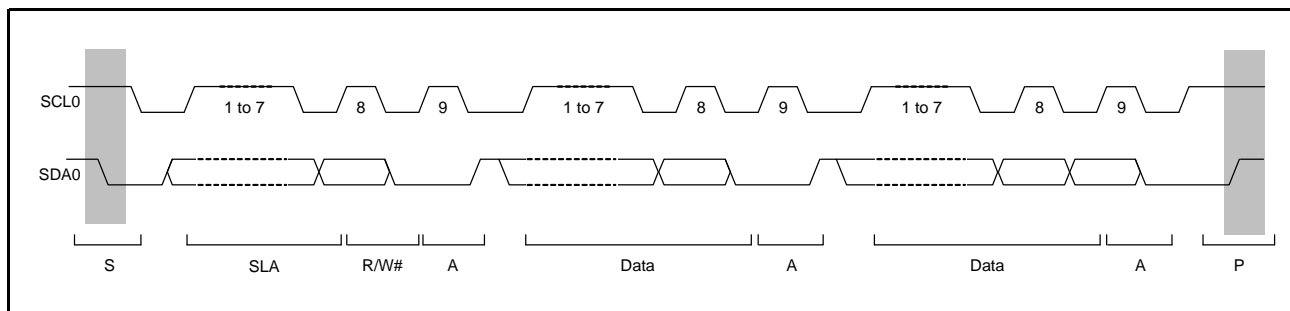 SCL0
1 to 7 8 9 1 to 7 8 9 1 to 7 8 9
SDA0
S SLA R/W# A Data A Data A P